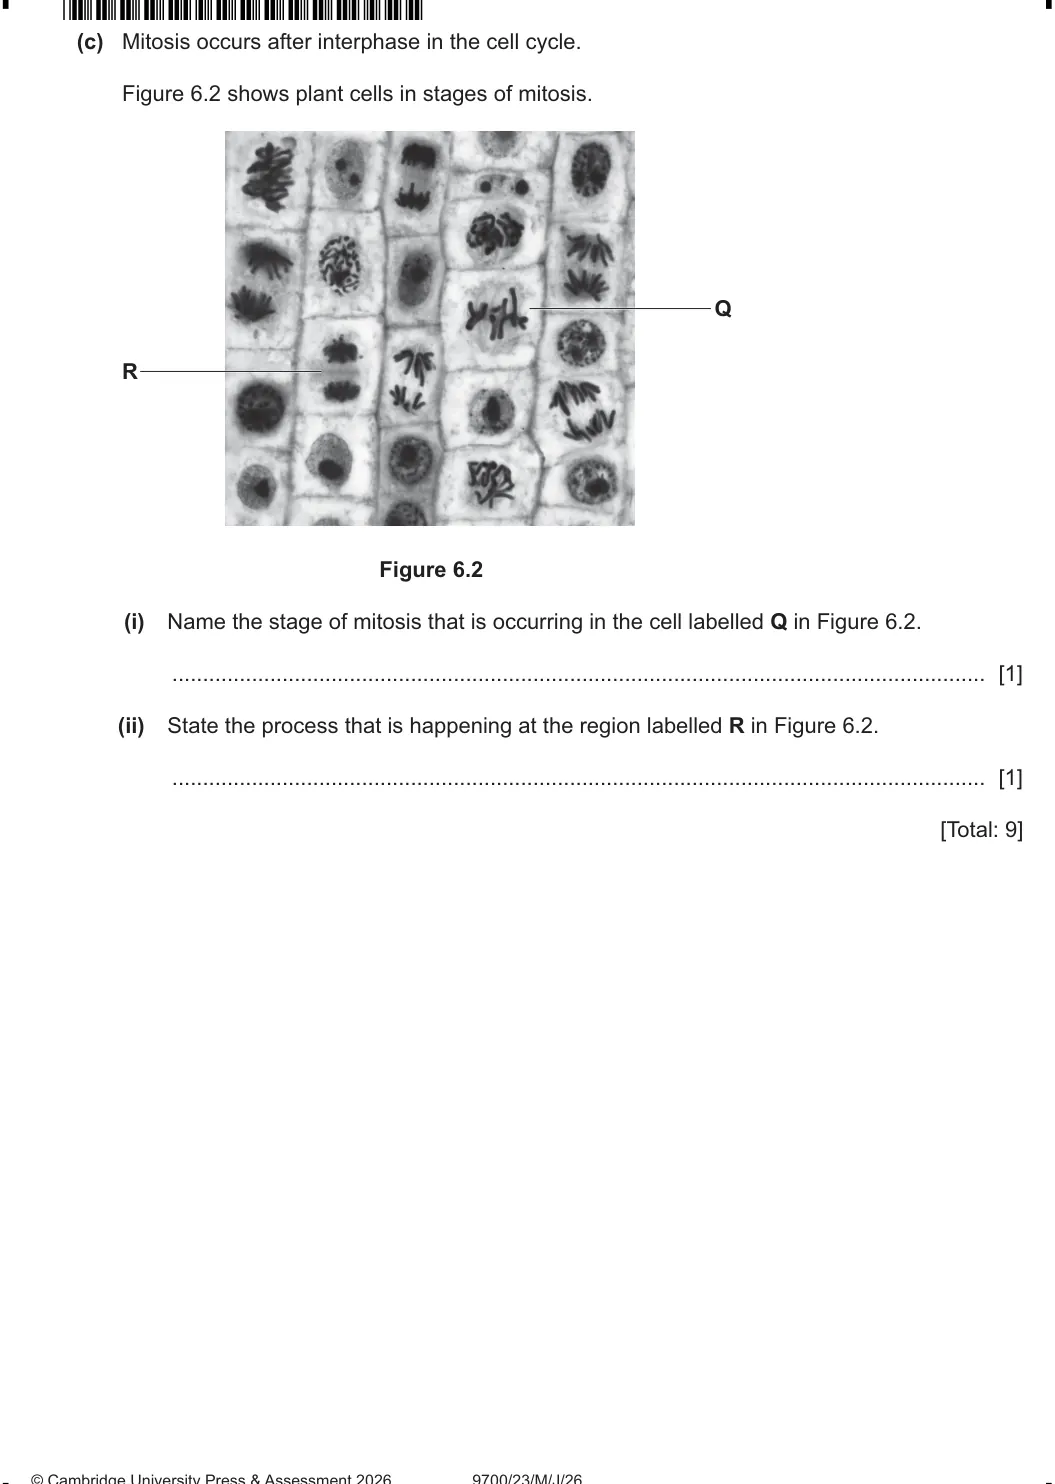 (c) Mitosis occurs after interphase in the cell cycle.
Figure 6.2 shows plant cells in stages of mitosis.
Q
R
Figure 6.2
(i) Name the stage of mitosis that is occurring in the cell labelled Q in Figure 6.2.
[1]
(ii) State the process that is happening at the region labelled R in Figure 6.2.
[1]
[Total: 9]
© Cambridge University Press & Assessment 2026 9700/23/M/J/26